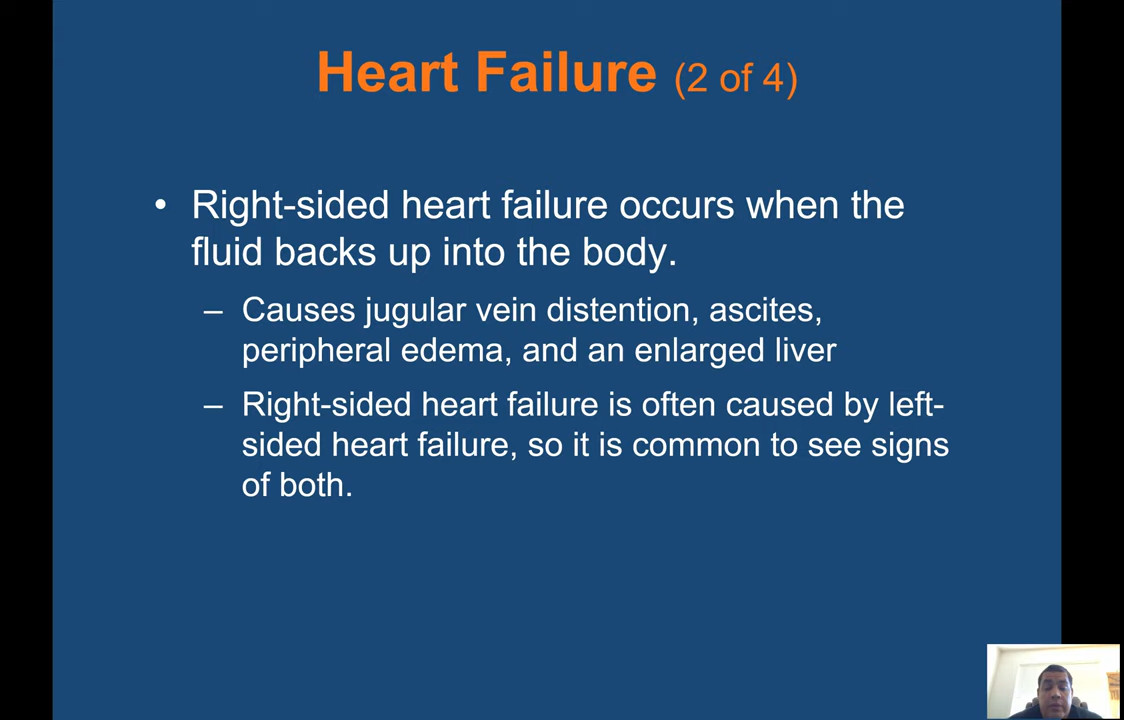 Heart Failure (2 of 4)
• Right-sided heart failure occurs when the
fluid backs up into the body.
– Causes jugular vein distention, ascites,
peripheral edema, and an enlarged liver
– Right-sided heart failure is often caused by left-
sided heart failure, so it is common to see signs
of both.